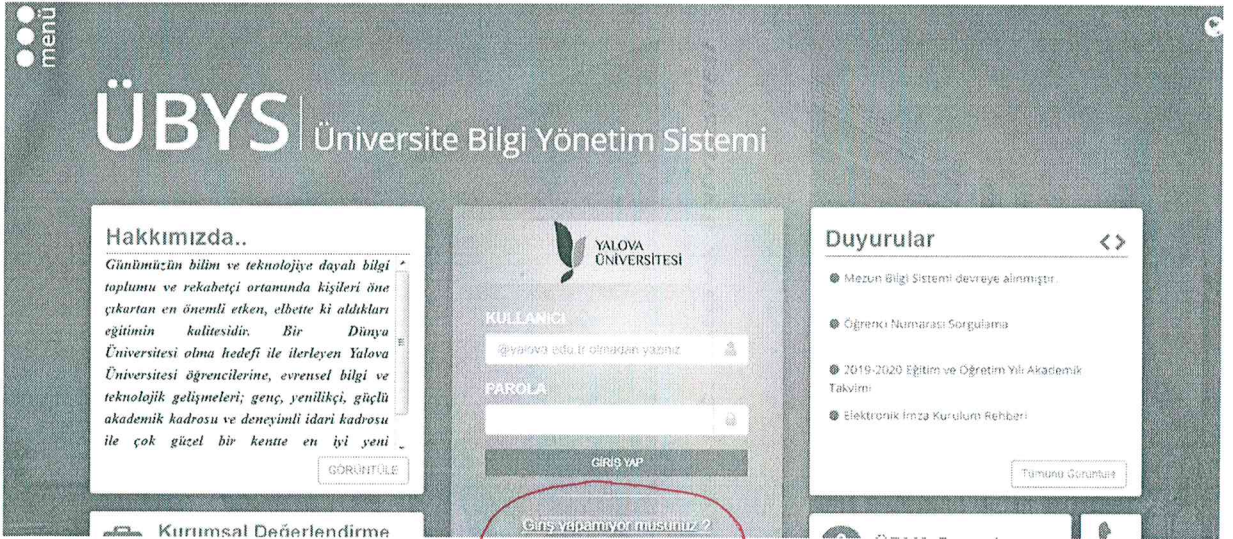 menü
ÜBYS Üniversite Bilgi Yönetim Sistemi
Hakkımızda..
Günümüzün bilim ve teknolojiye dayalı bilgi
toplumu ve rekabetçi ortamında kişileri öne
çıkartan en önemli etken, elbette ki aldıkları
eğitimin kalitesidir. Bir Dünya
Üniversitesi olma hedefi ile ilerleyen Yalova
Üniversitesi öğrencilerine, evrensel bilgi ve
teknolojik gelişmeleri; genç, yenilikçi, güçlü
akademik kadrosu ve deneyimli idari kadrosu
ile çok güzel bir kentte en iyi yeni
GÖRÜNTÜLE
Kurumsal Değerlendirme
YALOVA
ÜNİVERSİTESİ
KULLANICI
@yalova.edu.tr olmadan yazınız
PAROLA
GİRİŞ YAP
Giriş yapamıyor musunuz ?
Duyurular
Mezun Bilgi Sistemi devreye alınmıştır.
Öğrenci Numarası Sorgulama
2019-2020 Eğitim ve Öğretim Yılı Akademik
Takvimi
Elektronik İmza Kurulum Rehberi
Tümünü Görüntüle